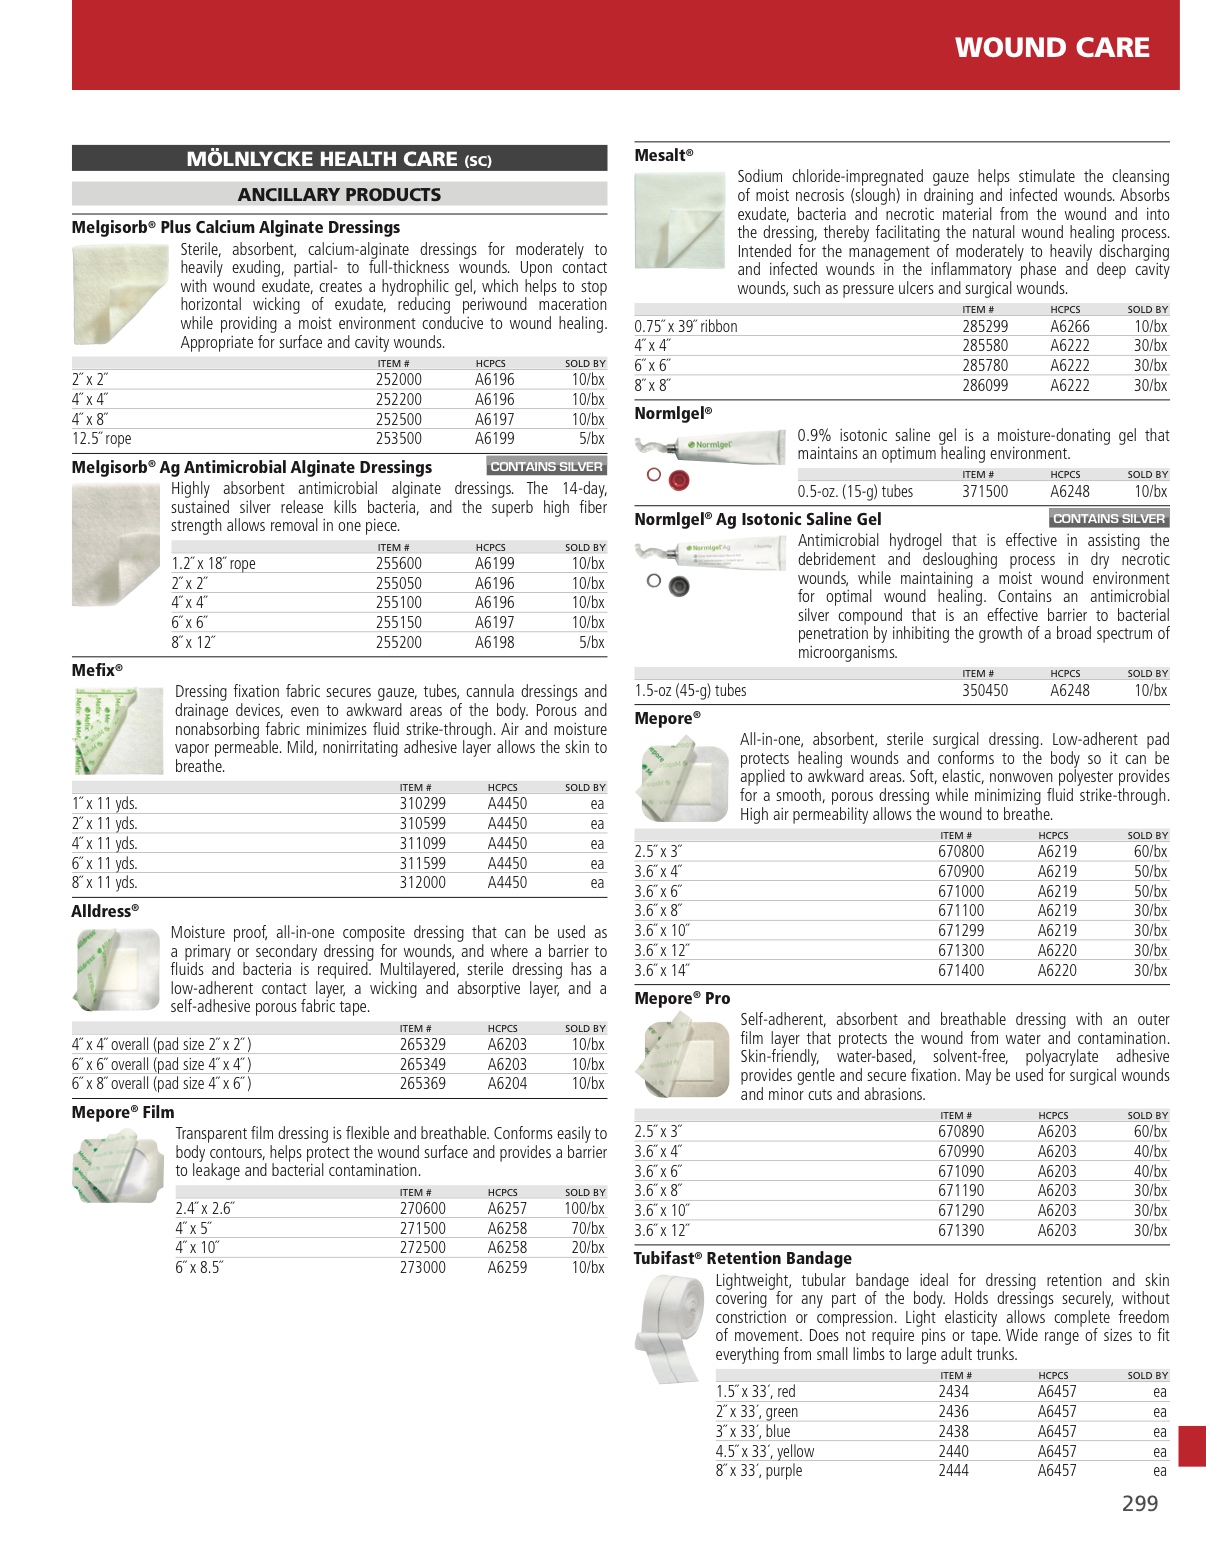 WOUND CARE
MÖLNLYCKE HEALTH CARE (SC)
ANCILLARY PRODUCTS
Melgisorb® Plus Calcium Alginate Dressings
Sterile, absorbent, calcium-alginate dressings for moderately to
heavily exuding, partial- to full-thickness wounds. Upon contact
with wound exudate, creates a hydrophilic gel, which helps to stop
horizontal wicking of exudate, reducing periwound maceration
while providing a moist environment conducive to wound healing.
Appropriate for surface and cavity wounds.
ITEM # HCPCS SOLD BY
2˝ x 2˝ 252000 A6196 10/bx
4˝ x 4˝ 252200 A6196 10/bx
4˝ x 8˝ 252500 A6197 10/bx
12.5˝ rope 253500 A6199 5/bx
Melgisorb® Ag Antimicrobial Alginate Dressings CONTAINS SILVER
Highly absorbent antimicrobial alginate dressings. The 14-day,
sustained silver release kills bacteria, and the superb high fiber
strength allows removal in one piece.
ITEM # HCPCS SOLD BY
1.2˝ x 18˝ rope 255600 A6199 10/bx
2˝ x 2˝ 255050 A6196 10/bx
4˝ x 4˝ 255100 A6196 10/bx
6˝ x 6˝ 255150 A6197 10/bx
8˝ x 12˝ 255200 A6198 5/bx
Mefix®
Dressing fixation fabric secures gauze, tubes, cannula dressings and
drainage devices, even to awkward areas of the body. Porous and
nonabsorbing fabric minimizes fluid strike-through. Air and moisture
vapor permeable. Mild, nonirritating adhesive layer allows the skin to
breathe.
ITEM # HCPCS SOLD BY
1˝ x 11 yds. 310299 A4450 ea
2˝ x 11 yds. 310599 A4450 ea
4˝ x 11 yds. 311099 A4450 ea
6˝ x 11 yds. 311599 A4450 ea
8˝ x 11 yds. 312000 A4450 ea
Alldress®
Moisture proof, all-in-one composite dressing that can be used as
a primary or secondary dressing for wounds, and where a barrier to
fluids and bacteria is required. Multilayered, sterile dressing has a
low-adherent contact layer, a wicking and absorptive layer, and a
self-adhesive porous fabric tape.
ITEM # HCPCS SOLD BY
4˝ x 4˝ overall (pad size 2˝ x 2˝ ) 265329 A6203 10/bx
6˝ x 6˝ overall (pad size 4˝ x 4˝ ) 265349 A6203 10/bx
6˝ x 8˝ overall (pad size 4˝ x 6˝ ) 265369 A6204 10/bx
Mepore® Film
Transparent film dressing is flexible and breathable. Conforms easily to
body contours, helps protect the wound surface and provides a barrier
to leakage and bacterial contamination.
ITEM # HCPCS SOLD BY
2.4˝ x 2.6˝ 270600 A6257 100/bx
4˝ x 5˝ 271500 A6258 70/bx
4˝ x 10˝ 272500 A6258 20/bx
6˝ x 8.5˝ 273000 A6259 10/bx
Mesalt®
Sodium chloride-impregnated gauze helps stimulate the cleansing
of moist necrosis (slough) in draining and infected wounds. Absorbs
exudate, bacteria and necrotic material from the wound and into
the dressing, thereby facilitating the natural wound healing process.
Intended for the management of moderately to heavily discharging
and infected wounds in the inflammatory phase and deep cavity
wounds, such as pressure ulcers and surgical wounds.
ITEM # HCPCS SOLD BY
0.75˝ x 39˝ ribbon 285299 A6266 10/bx
4˝ x 4˝ 285580 A6222 30/bx
6˝ x 6˝ 285780 A6222 30/bx
8˝ x 8˝ 286099 A6222 30/bx
Normlgel®
Normlgel
0.9% isotonic saline gel is a moisture-donating gel that
maintains an optimum healing environment.
ITEM # HCPCS SOLD BY
0.5-oz. (15-g) tubes 371500 A6248 10/bx
Normlgel® Ag Isotonic Saline Gel CONTAINS SILVER
Normlgel Ag
Antimicrobial hydrogel that is effective in assisting the
debridement and desloughing process in dry necrotic
wounds, while maintaining a moist wound environment
for optimal wound healing. Contains an antimicrobial
silver compound that is an effective barrier to bacterial
penetration by inhibiting the growth of a broad spectrum of
microorganisms.
ITEM # HCPCS SOLD BY
1.5-oz (45-g) tubes 350450 A6248 10/bx
Mepore®
All-in-one, absorbent, sterile surgical dressing. Low-adherent pad
protects healing wounds and conforms to the body so it can be
applied to awkward areas. Soft, elastic, nonwoven polyester provides
for a smooth, porous dressing while minimizing fluid strike-through.
High air permeability allows the wound to breathe.
ITEM # HCPCS SOLD BY
2.5˝ x 3˝ 670800 A6219 60/bx
3.6˝ x 4˝ 670900 A6219 50/bx
3.6˝ x 6˝ 671000 A6219 50/bx
3.6˝ x 8˝ 671100 A6219 30/bx
3.6˝ x 10˝ 671299 A6219 30/bx
3.6˝ x 12˝ 671300 A6220 30/bx
3.6˝ x 14˝ 671400 A6220 30/bx
Mepore® Pro
Self-adherent, absorbent and breathable dressing with an outer
film layer that protects the wound from water and contamination.
Skin-friendly, water-based, solvent-free, polyacrylate adhesive
provides gentle and secure fixation. May be used for surgical wounds
and minor cuts and abrasions.
ITEM # HCPCS SOLD BY
2.5˝ x 3˝ 670890 A6203 60/bx
3.6˝ x 4˝ 670990 A6203 40/bx
3.6˝ x 6˝ 671090 A6203 40/bx
3.6˝ x 8˝ 671190 A6203 30/bx
3.6˝ x 10˝ 671290 A6203 30/bx
3.6˝ x 12˝ 671390 A6203 30/bx
Tubifast® Retention Bandage
Lightweight, tubular bandage ideal for dressing retention and skin
covering for any part of the body. Holds dressings securely, without
constriction or compression. Light elasticity allows complete freedom
of movement. Does not require pins or tape. Wide range of sizes to fit
everything from small limbs to large adult trunks.
ITEM # HCPCS SOLD BY
1.5˝ x 33´, red 2434 A6457 ea
2˝ x 33´, green 2436 A6457 ea
3˝ x 33´, blue 2438 A6457 ea
4.5˝ x 33´, yellow 2440 A6457 ea
8˝ x 33´, purple 2444 A6457 ea
299